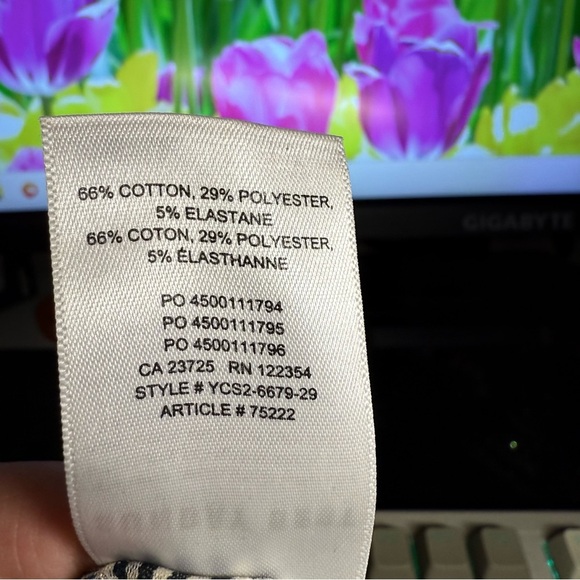 GIGABYTE
66% COTTON, 29% POLYESTER,
5% ELASTANE
66% COTON, 29% POLYESTER,
5% ÉLASTHANNE
PO 4500111794
PO 4500111795
PO 4500111796
CA 23725 RN 122354
STYLE # YCS2-6679-29
ARTICLE # 75222